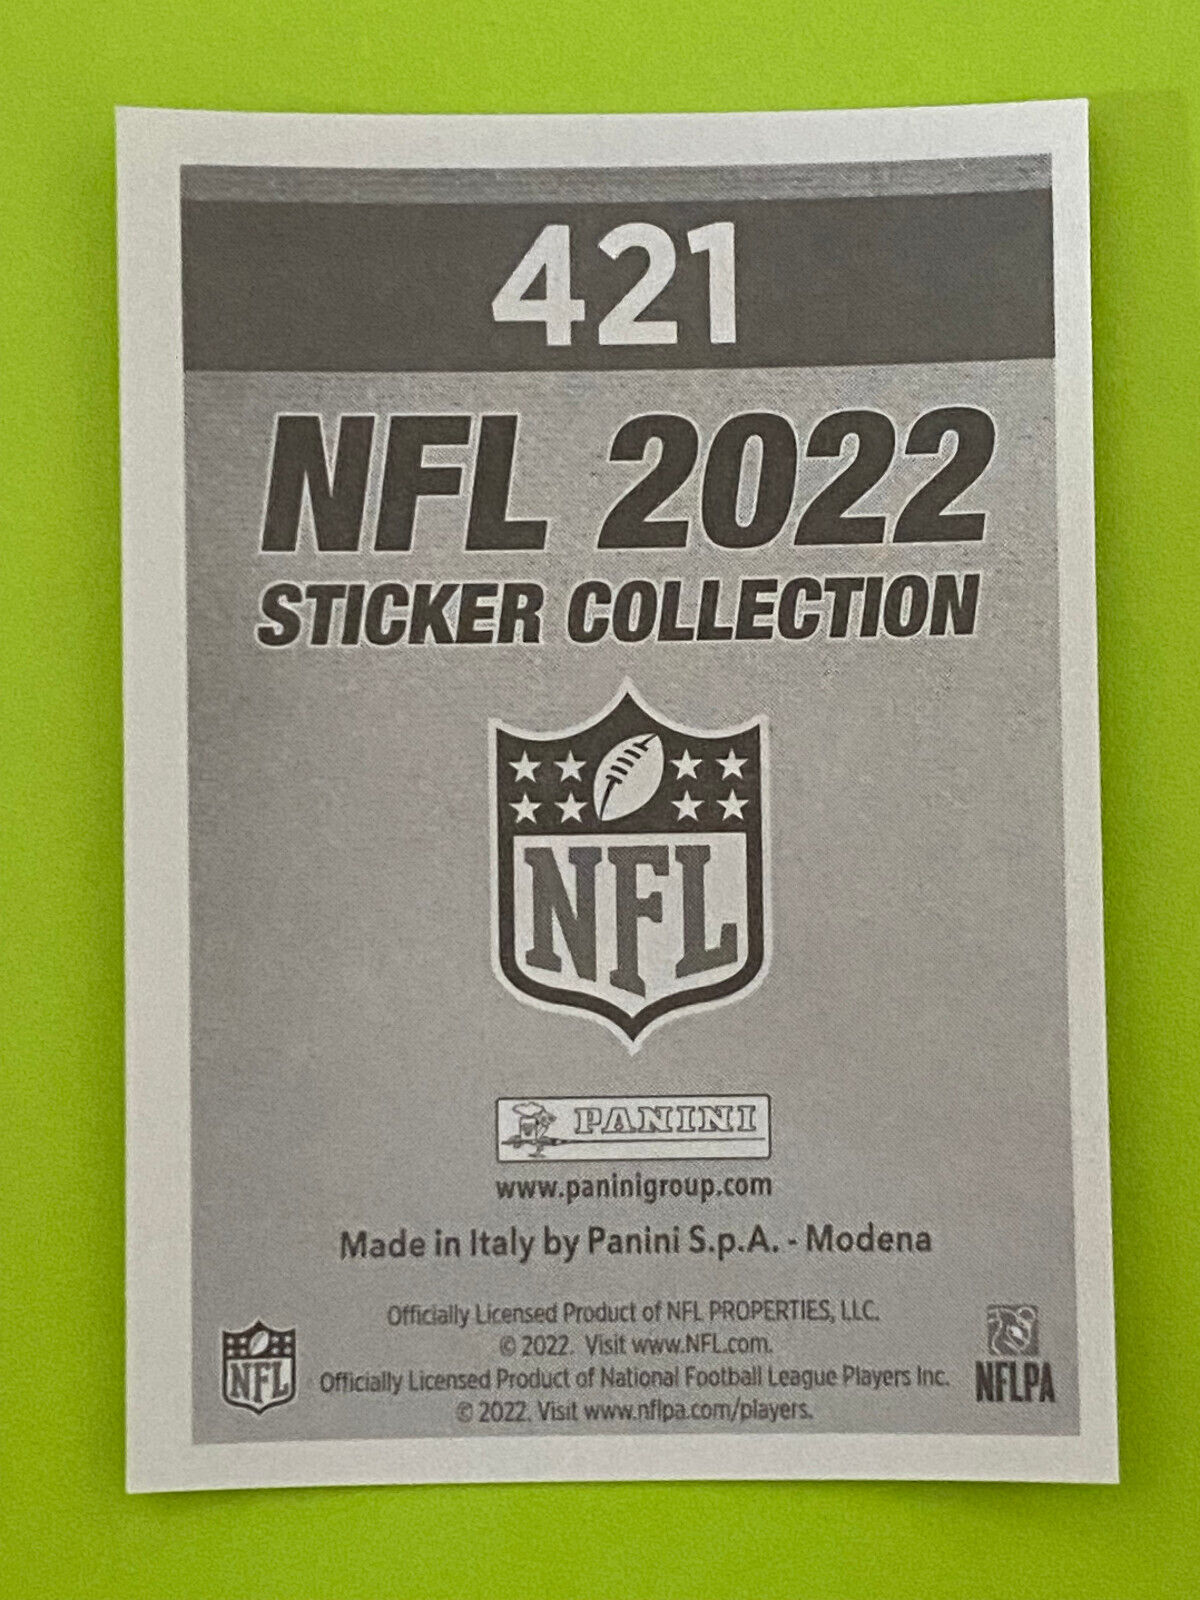 421
NFL 2022
STICKER COLLECTION
NFL
PANINI
www.paninigroup.com
Made in Italy by Panini S.p.A. - Modena
Officially Licensed Product of NFL PROPERTIES, LLC.
© 2022. Visit www.NFL.com.
Officially Licensed Product of National Football League Players Inc.
© 2022. Visit www.nflpa.com/players.
NFL
NFLPA